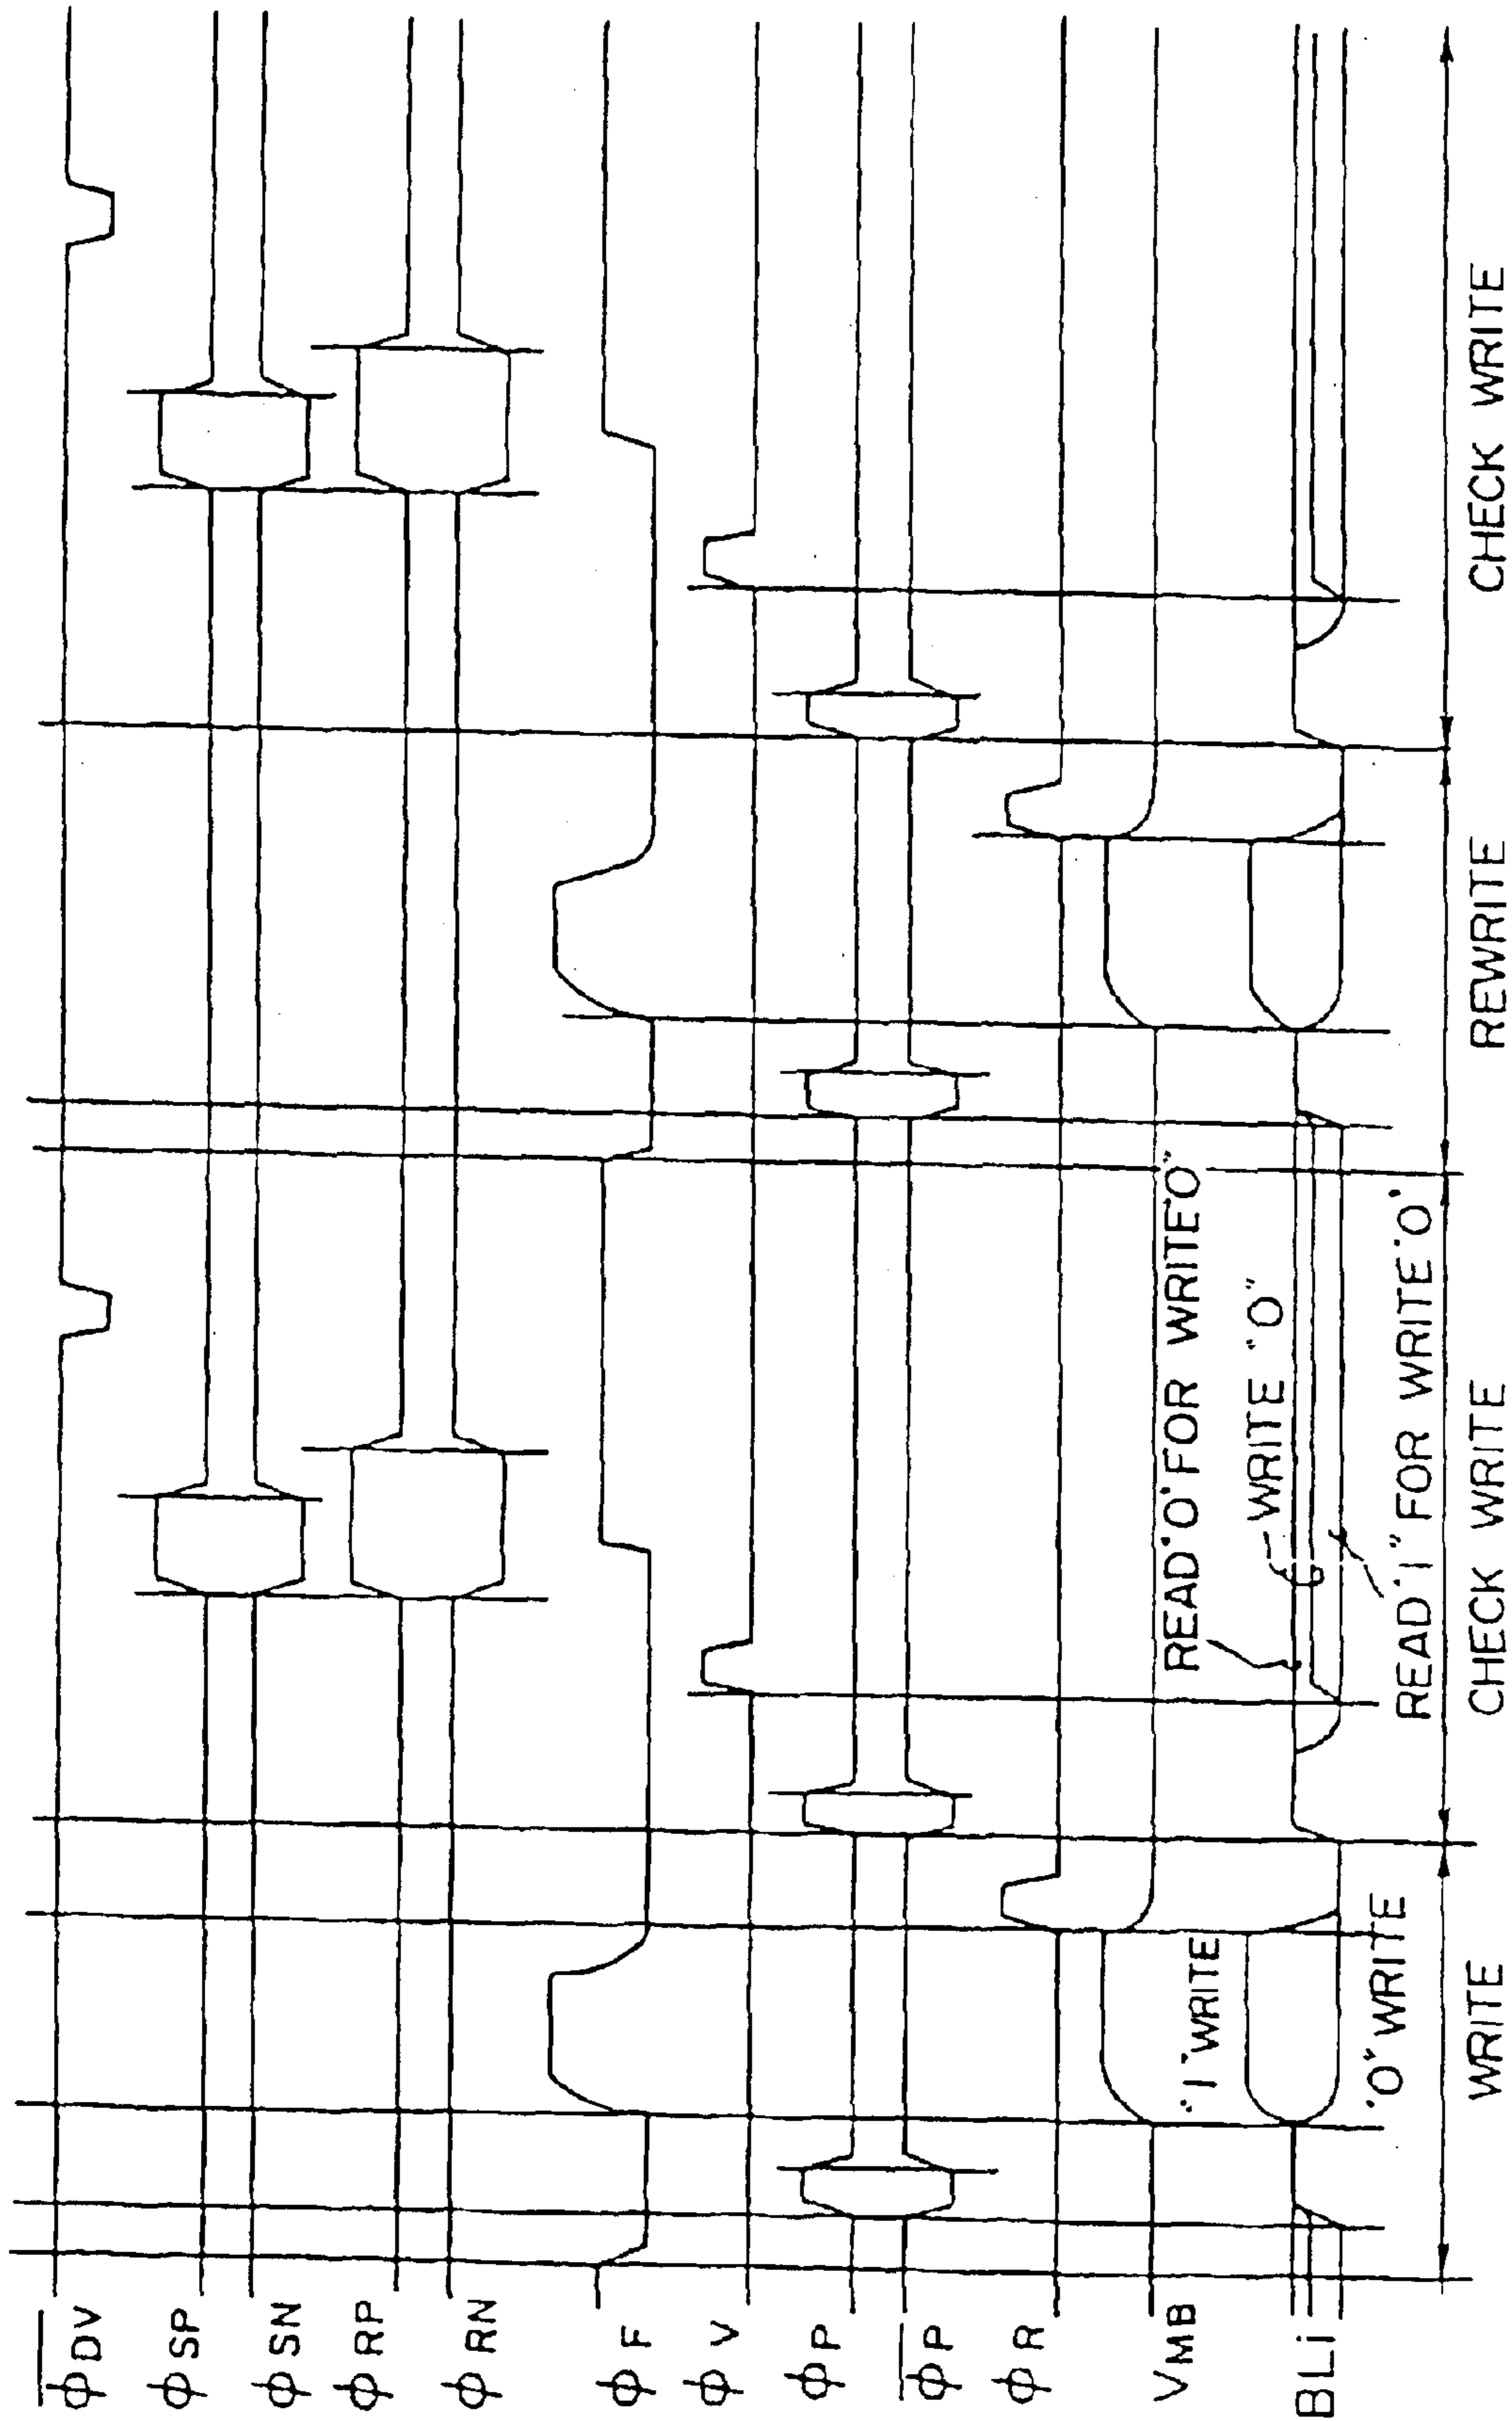 φDV
φSP
φSN
φRP
φRN
φF
φV
φP
φP
φR
VMB
BLi
"1" WRITE
"0" WRITE
READ "0" FOR WRITE "0"
WRITE "0"
READ "1" FOR WRITE "0"
WRITE
CHECK WRITE
REWRITE
CHECK WRITE